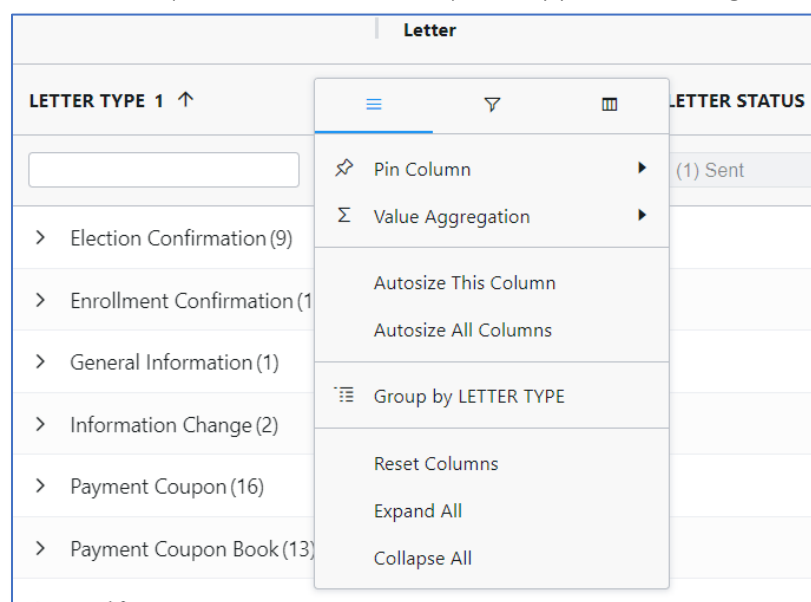 Letter
LETTER TYPE 1 ↑
LETTER STATUS
(1) Sent
Pin Column
Value Aggregation
Election Confirmation (9)
Autosize This Column
Enrollment Confirmation (1
Autosize All Columns
General Information (1)
Group by LETTER TYPE
Information Change (2)
Reset Columns
Payment Coupon (16)
Expand All
Payment Coupon Book (13)
Collapse All